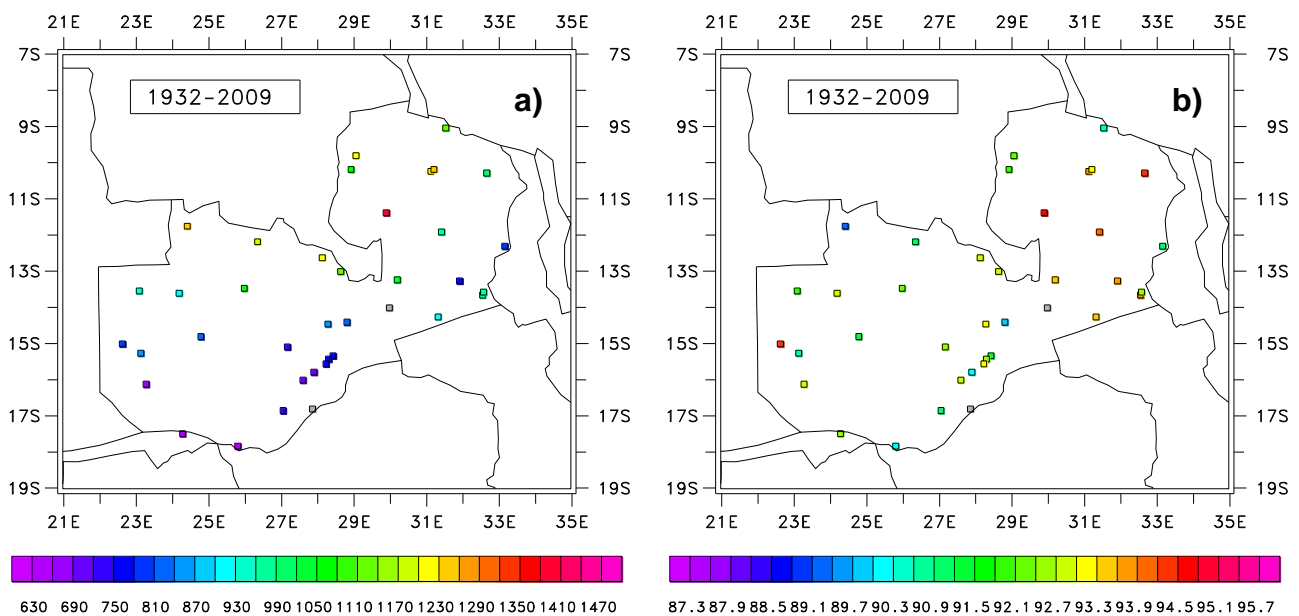 21E 23E 25E 27E 29E 31E 33E 35E
21E 23E 25E 27E 29E 31E 33E 35E
7S 7S 7S 7S
1932-2009 a) 1932-2009 b)
9S 9S 9S 9S
11S 11S 11S 11S
13S 13S 13S 13S
15S 15S 15S 15S
17S 17S 17S 17S
19S 19S 19S 19S
21E 23E 25E 27E 29E 31E 33E 35E
21E 23E 25E 27E 29E 31E 33E 35E
630 690 750 810 870 930 990 1050 1110 1170 1230 1290 1350 1410 1470
87.3 87.9 88.5 89.1 89.7 90.3 90.9 91.5 92.1 92.7 93.3 93.9 94.5 95.1 95.7